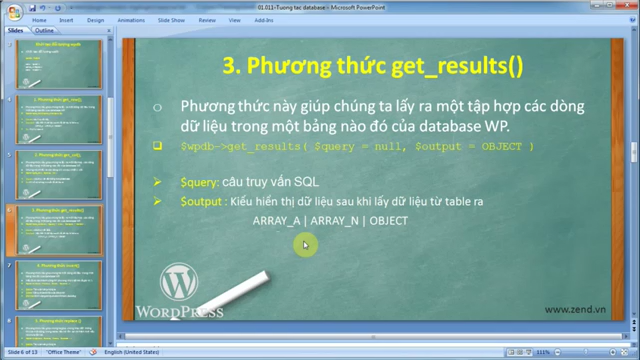 01.011-Tuong tac database - Microsoft PowerPoint
Home
Insert
Design
Animations
Slide Show
Review
View
Add-Ins
Slides
Outline
3. Phương thức get_results()
Phương thức này giúp chúng ta lấy ra một tập hợp các dòng
dữ liệu trong một bảng nào đó của database WP.
$wpdb->get_results( $query = null, $output = OBJECT )
$query: câu truy vấn SQL
$output : Kiểu hiển thị dữ liệu sau khi lấy dữ liệu từ table ra
ARRAY_A | ARRAY_N | OBJECT
WORDPRESS
www.zend.vn
Slide 6 of 13
"Office Theme"
English (United States)
111%